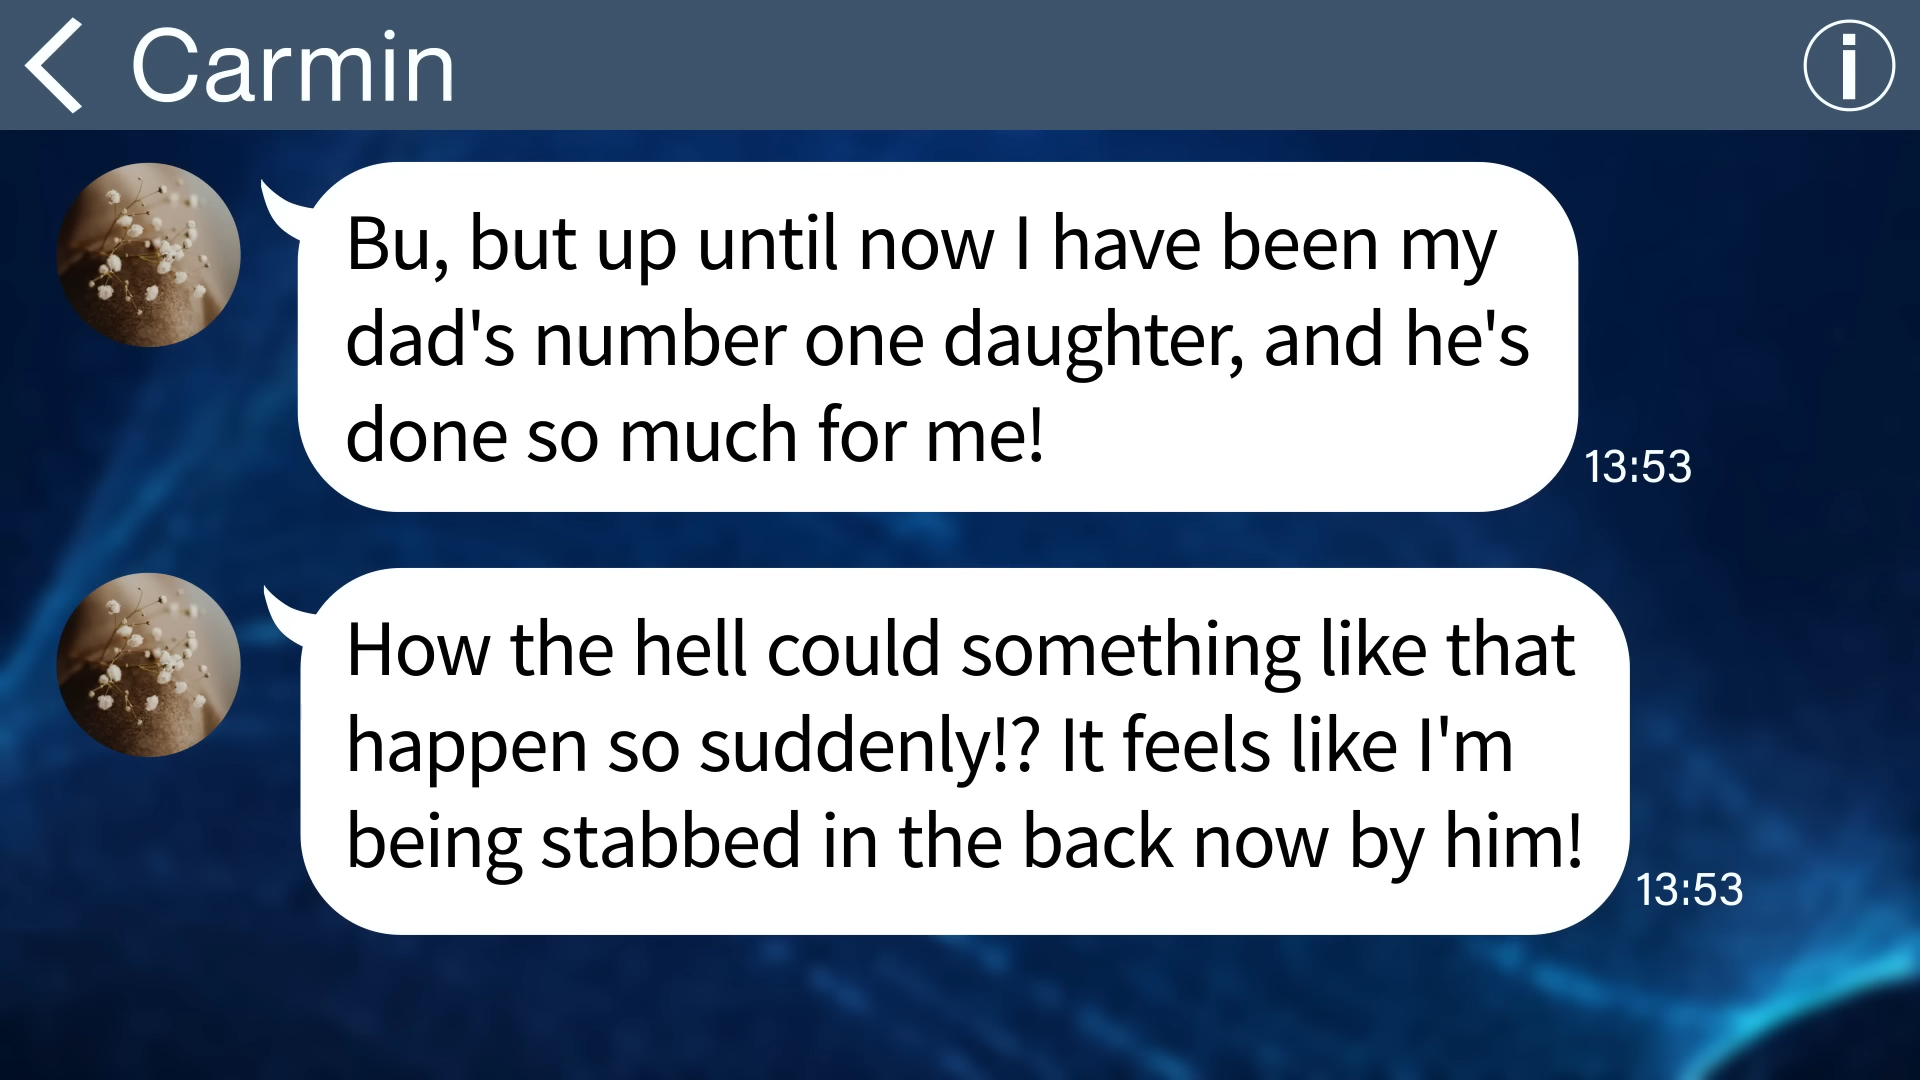 Carmin
Bu, but up until now I have been my
dad's number one daughter, and he's
done so much for me!
13:53
How the hell could something like that
happen so suddenly!? It feels like I'm
being stabbed in the back now by him!
13:53